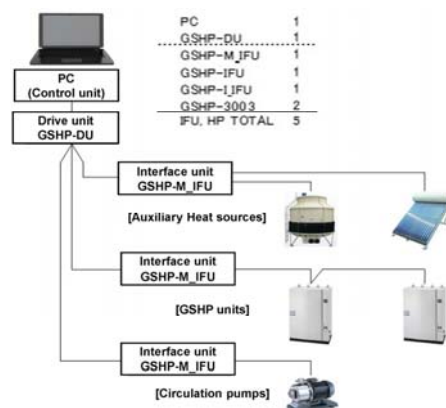 PC 1
GSHP-DU 1
GSHP-M_IFU 1
GSHP-IFU 1
GSHP-I_IFU 1
GSHP-3003 2
IFU, HP TOTAL 5
PC
(Control unit)
Drive unit
GSHP-DU
Interface unit
GSHP-M_IFU
[Auxiliary Heat sources]
Interface unit
GSHP-M_IFU
[GSHP units]
Interface unit
GSHP-M_IFU
[Circulation pumps]